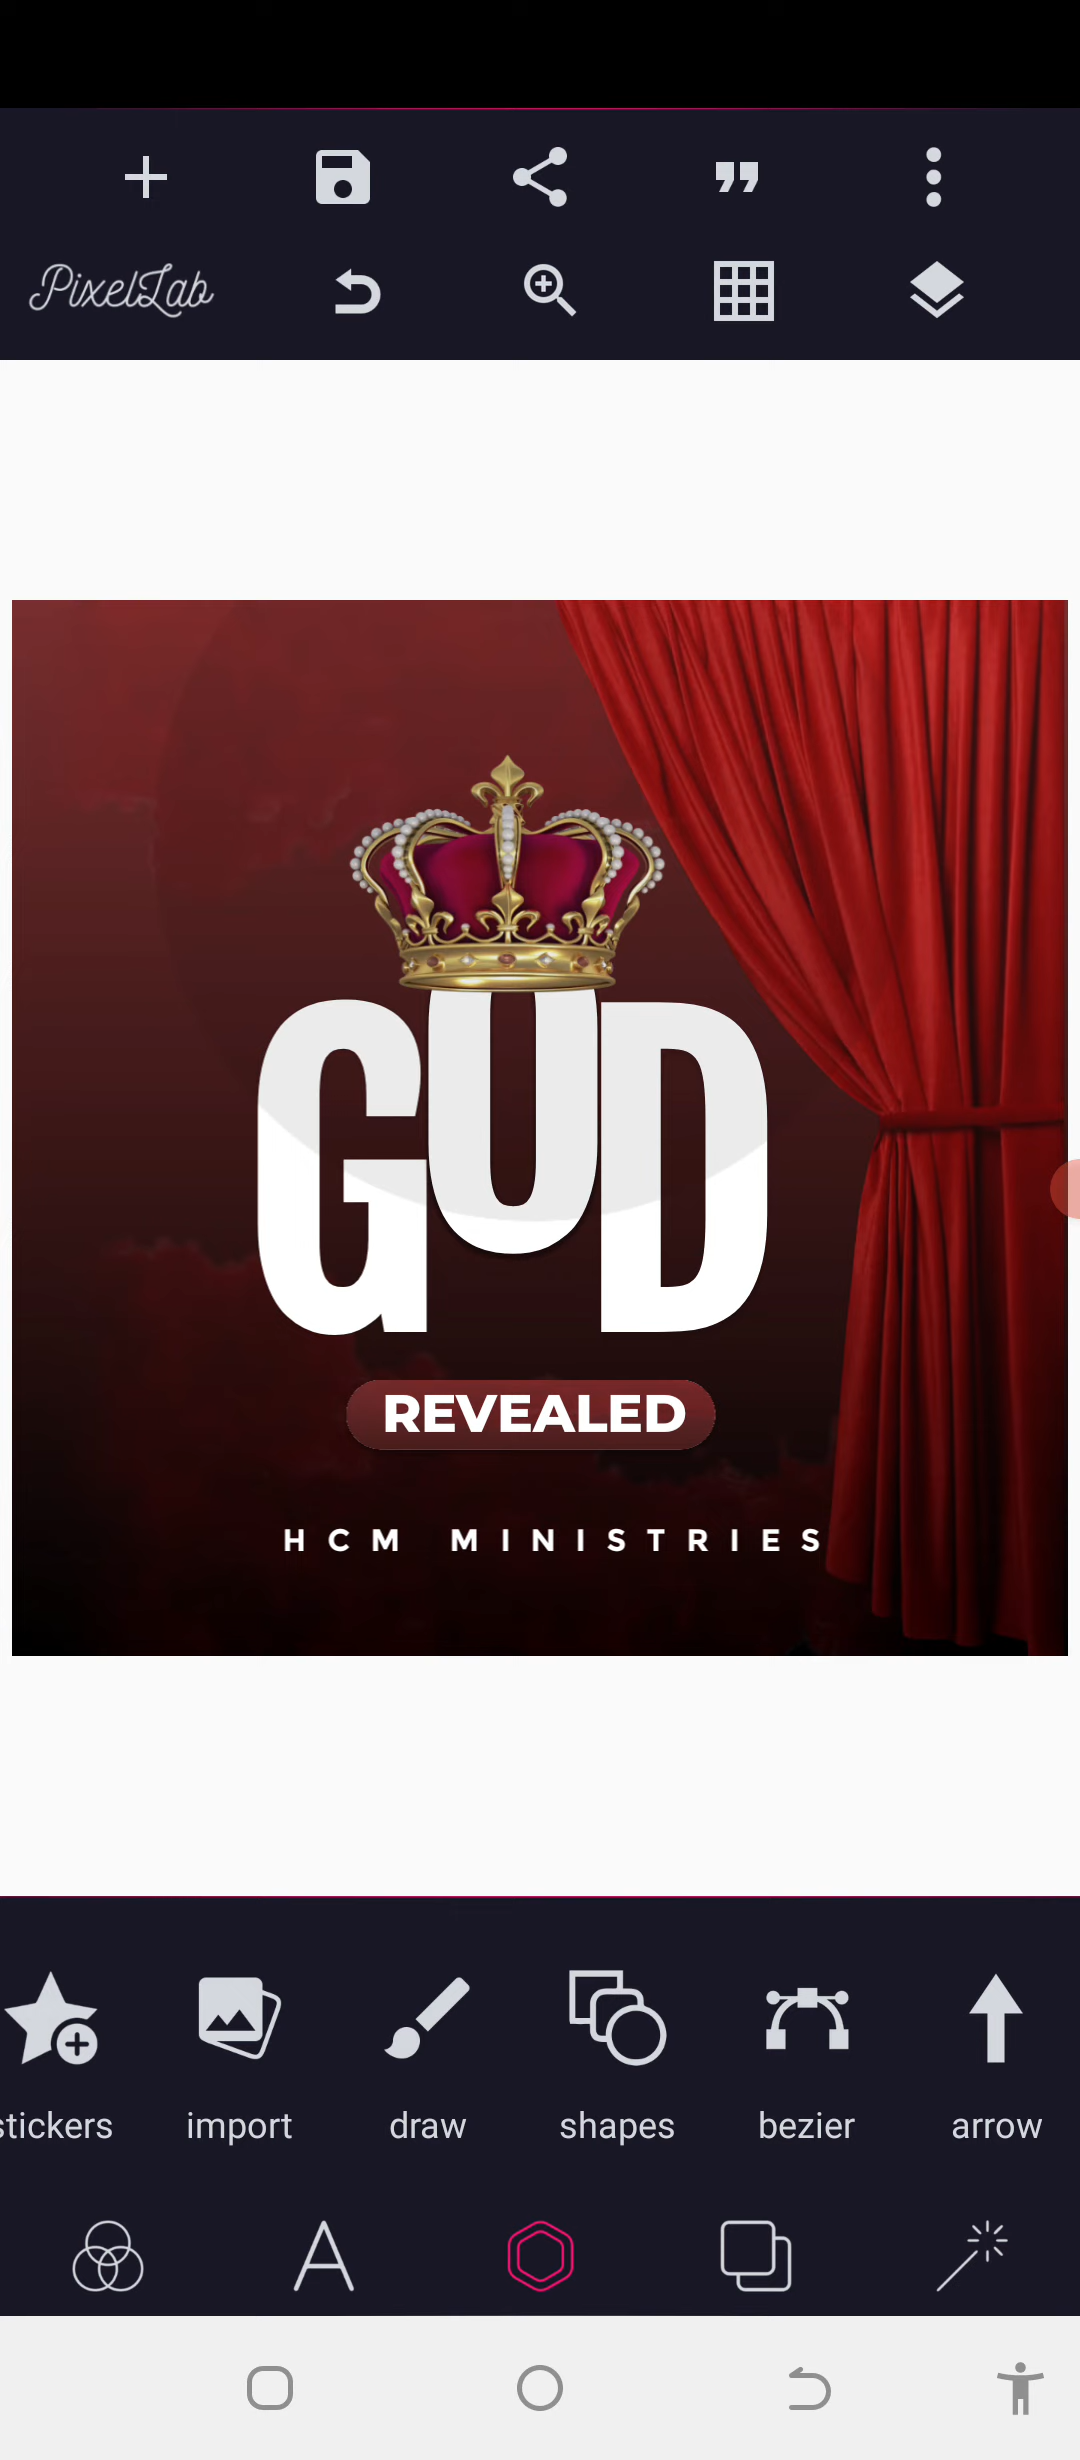 PixelLab
GOD
REVEALED
HCM MINISTRIES
stickers
import
draw
shapes
bezier
arrow